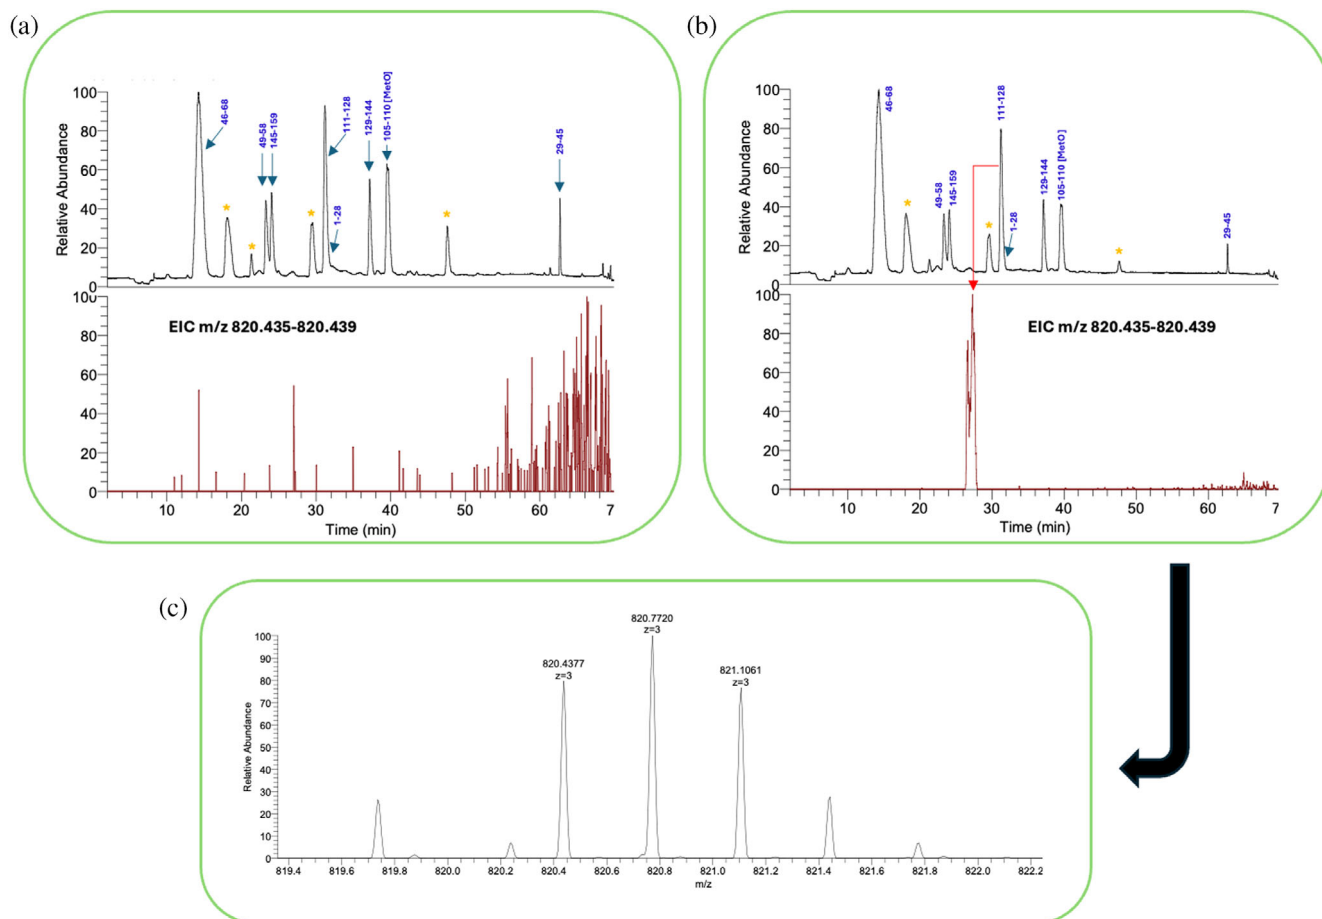 (a)
46-68
49-58
145-159
111-128
1-28
129-144
105-110 [MetO]
29-45
Relative Abundance
100
80
60
40
20
0
EIC m/z 820.435-820.439
100
80
60
40
20
0
10 20 30 40 50 60 7
Time (min)
(b)
46-68
49-58
145-159
111-128
1-28
129-144
105-110 [MetO]
29-45
Relative Abundance
100
80
60
40
20
0
EIC m/z 820.435-820.439
100
80
60
40
20
0
10 20 30 40 50 60 7
Time (min)
(c)
820.4377
z=3
820.7720
z=3
821.1061
z=3
Relative Abundance
100
90
80
70
60
50
40
30
20
10
0
819.4 819.6 819.8 820.0 820.2 820.4 820.6 820.8 821.0 821.2 821.4 821.6 821.8 822.0 822.2
m/z